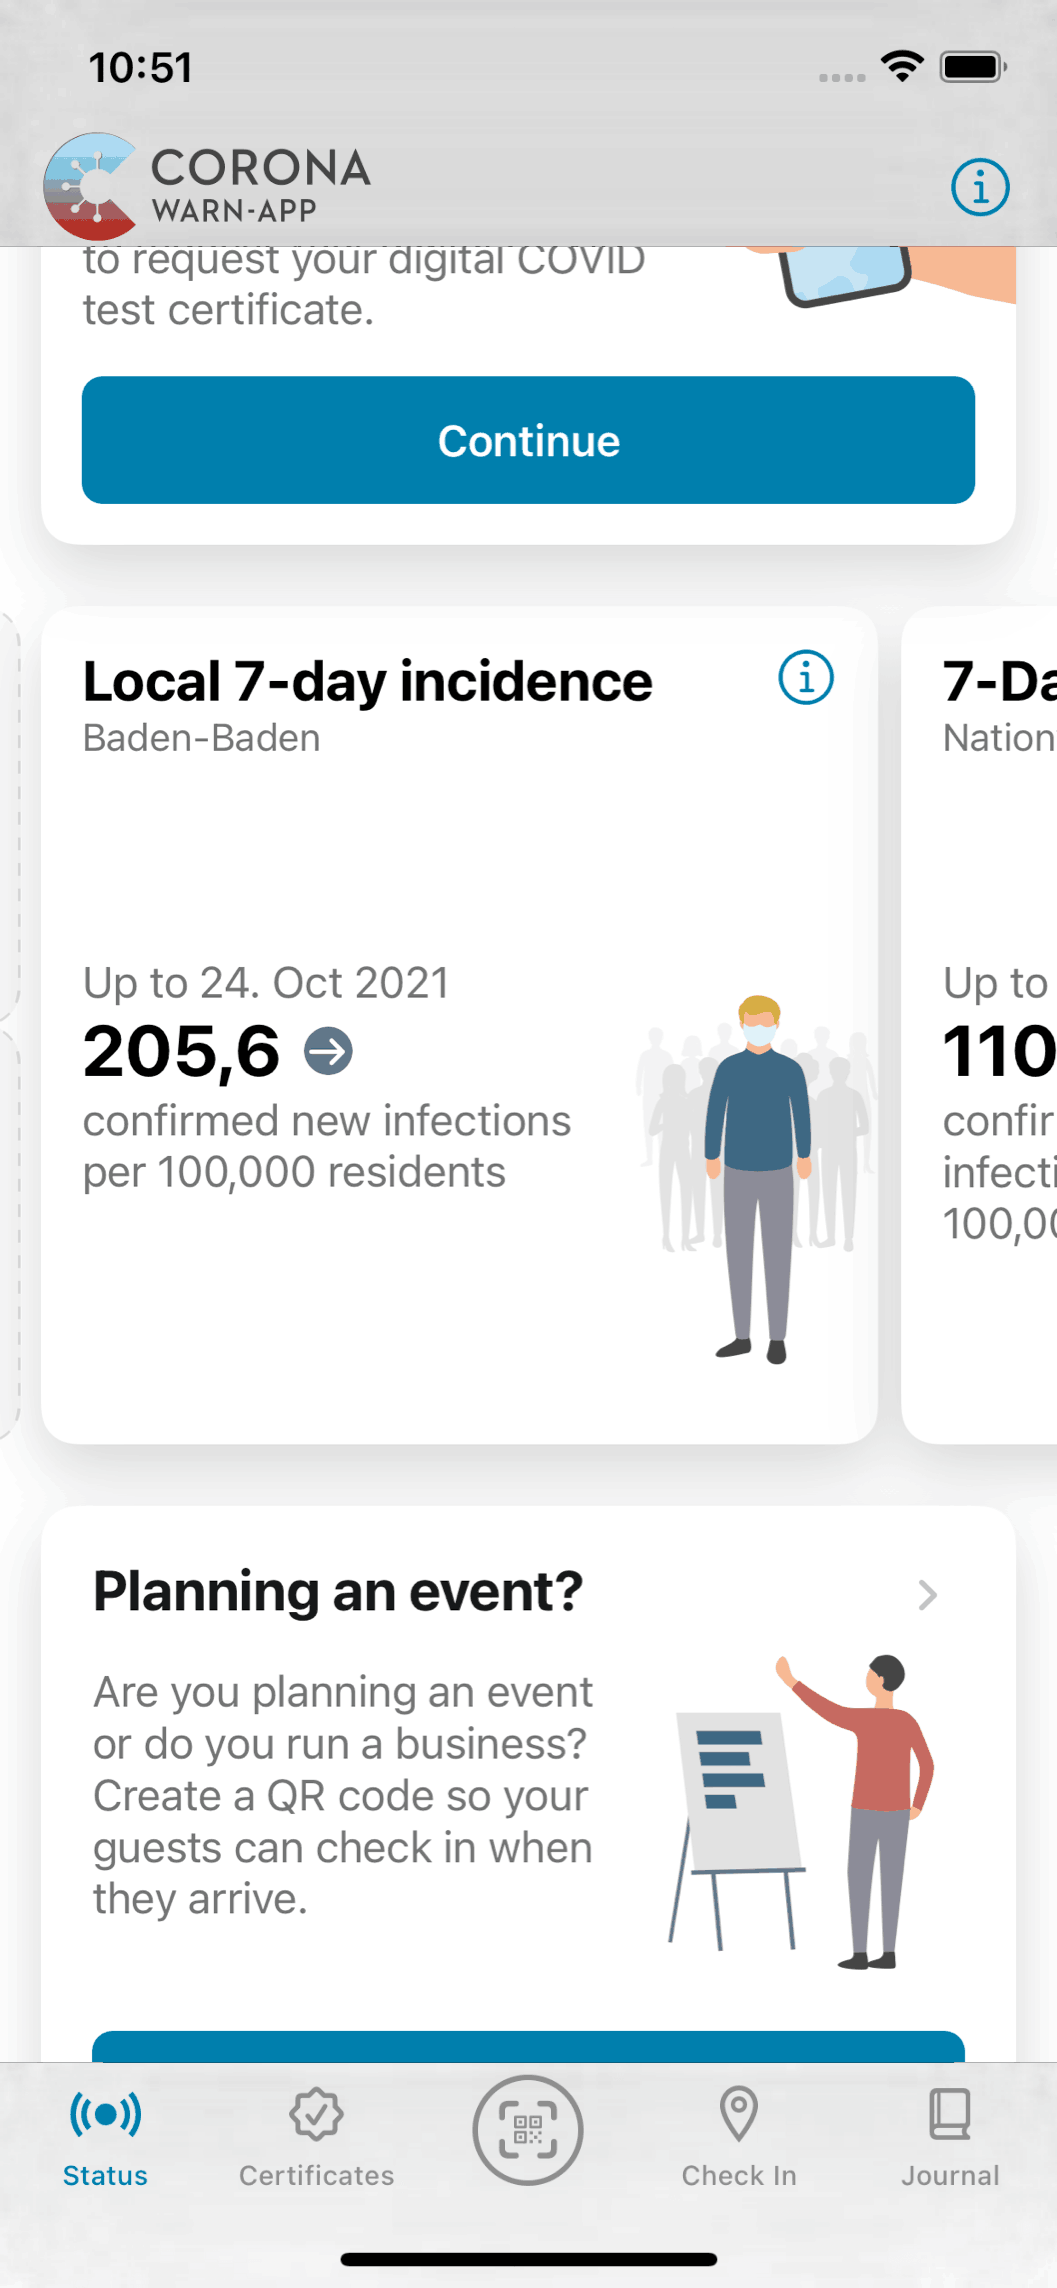 10:51
CORONA
WARN-APP
to request your digital COVID
test certificate.
Continue
Local 7-day incidence
Baden-Baden
Up to 24. Oct 2021
205,6
confirmed new infections
per 100,000 residents
7-Da
Nation
Up to
110
confir
infecti
100,00
Planning an event?
Are you planning an event
or do you run a business?
Create a QR code so your
guests can check in when
they arrive.
Status
Certificates
Check In
Journal